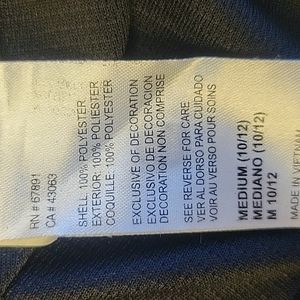 RN # 67891
CA # 43063
SHELL: 100% POLYESTER
EXTERIOR: 100% POLIESTER
COQUILLE: 100% POLYESTER
EXCLUSIVE OF DECORATION
EXCLUSIVO DE DECORACION
DECORATION NON COMPRISE
SEE REVERSE FOR CARE
VER AL DORSO PARA CUIDADO
VOIR AU VERSO POUR SOINS
MEDIUM (10/12)
MEDIANO (10/12)
M 10/12
MADE IN VIETNAM